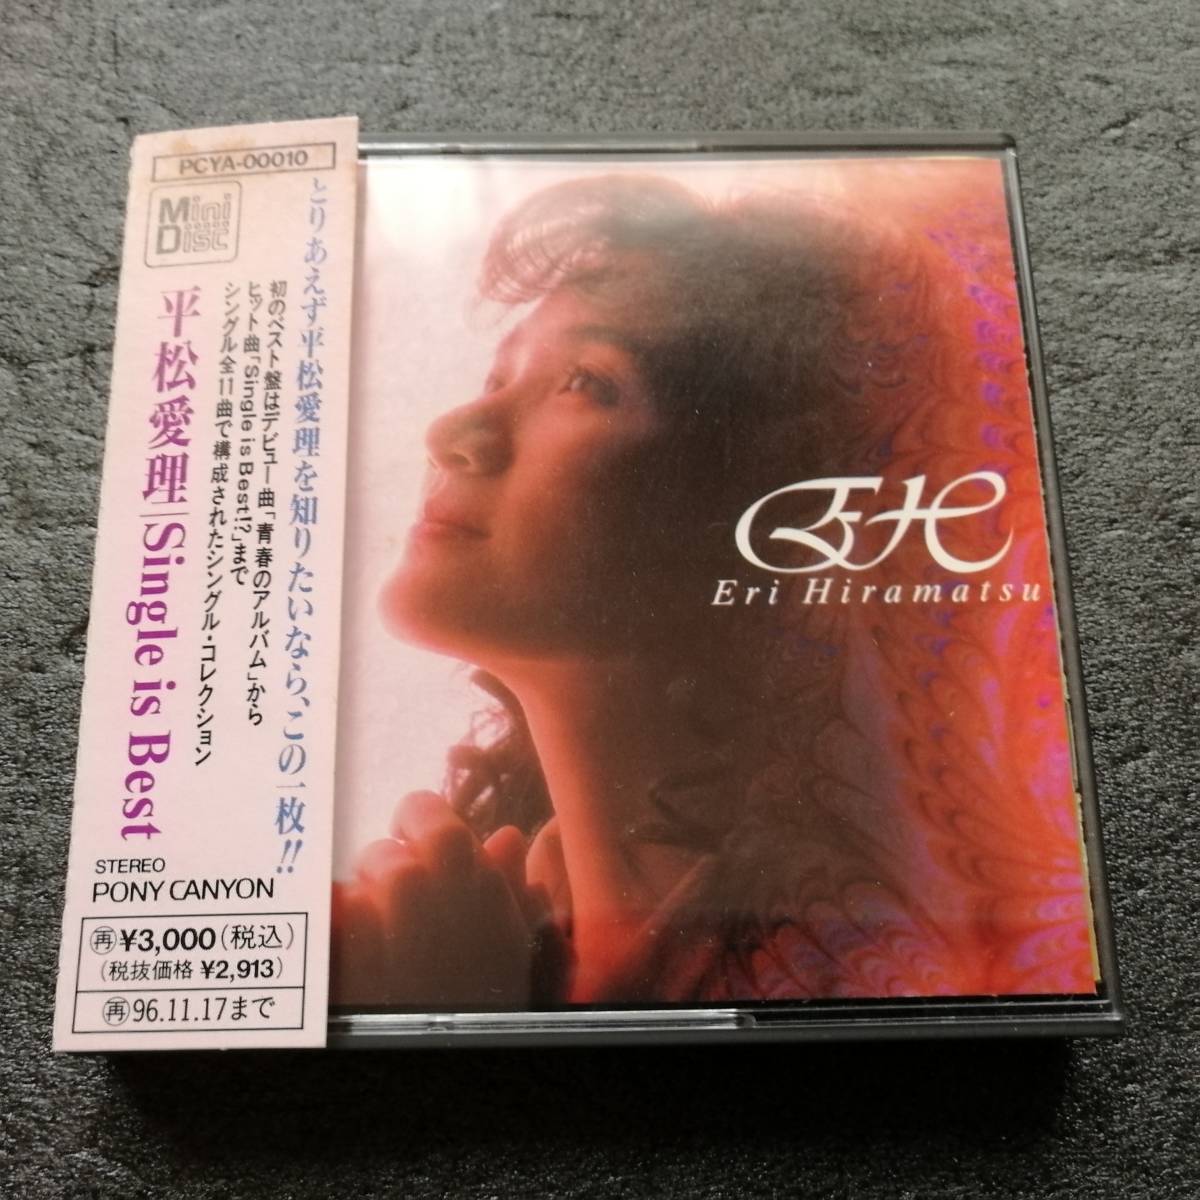 PCYA-00010
Mini
Disc
とりあえず平松愛理を知りたいなら、この一枚!!
初のベスト盤はデビュー曲「青春のアルバム」から
ヒット曲「Single is Best!?」まで
シングル全11曲で構成されたシングル・コレクション
平松愛理|Single is Best
STEREO
PONY CANYON
再¥3,000(税込)
(税抜価格 ¥2,913)
再96.11.17まで
EH
Eri Hiramatsu